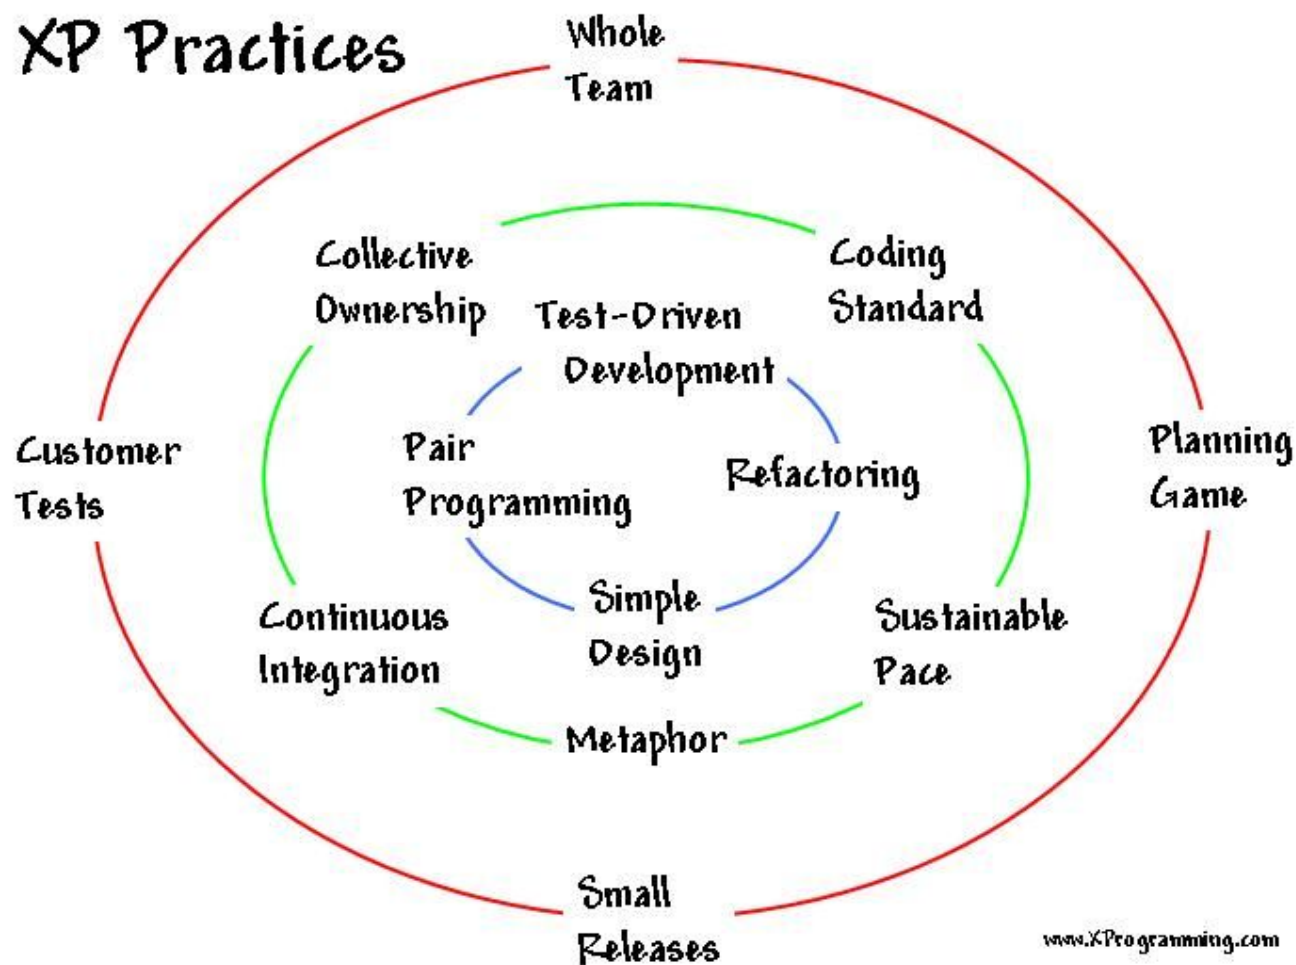 XP Practices
Whole
Team
Collective
Ownership
Coding
Standard
Test-Driven
Development
Customer
Tests
Pair
Programming
Refactoring
Planning
Game
Continuous
Integration
Simple
Design
Sustainable
Pace
Metaphor
Small
Releases
www.XProgramming.com